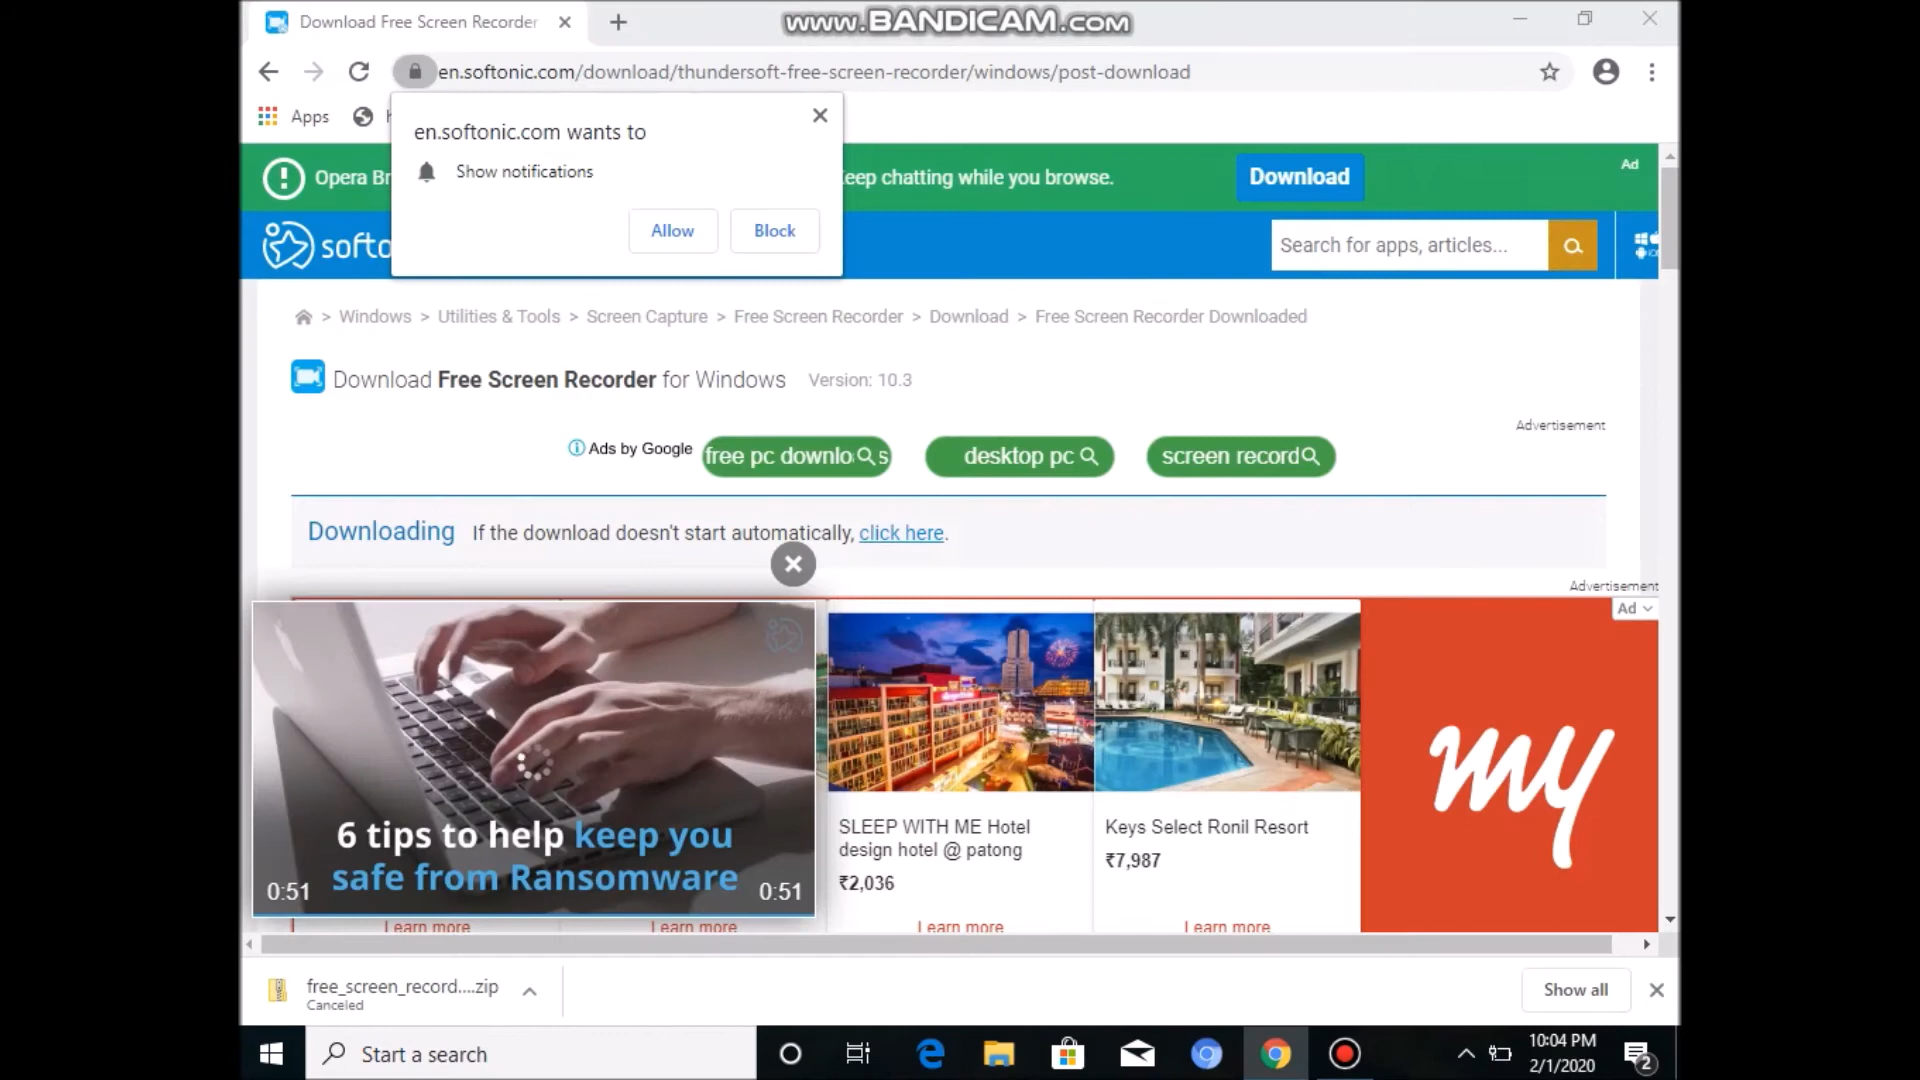 Download Free Screen Recorder
www.BANDICAM.com
en.softonic.com/download/thundersoft-free-screen-recorder/windows/post-download
Apps
en.softonic.com wants to
Show notifications
Allow
Block
Opera Br
eep chatting while you browse.
Download
Ad
softo
Search for apps, articles...
> Windows > Utilities & Tools > Screen Capture > Free Screen Recorder > Download > Free Screen Recorder Downloaded
Download Free Screen Recorder for Windows Version: 10.3
Advertisement
Ads by Google
free pc downlo s
desktop pc
screen record
Downloading If the download doesn't start automatically, click here.
Advertisement
Ad
6 tips to help keep you
safe from Ransomware
0:51
0:51
SLEEP WITH ME Hotel
design hotel @ patong
₹2,036
Keys Select Ronil Resort
₹7,987
my
Learn more
Learn more
Learn more
Learn more
free_screen_record....zip
Canceled
Show all
Start a search
10:04 PM
2/1/2020
2